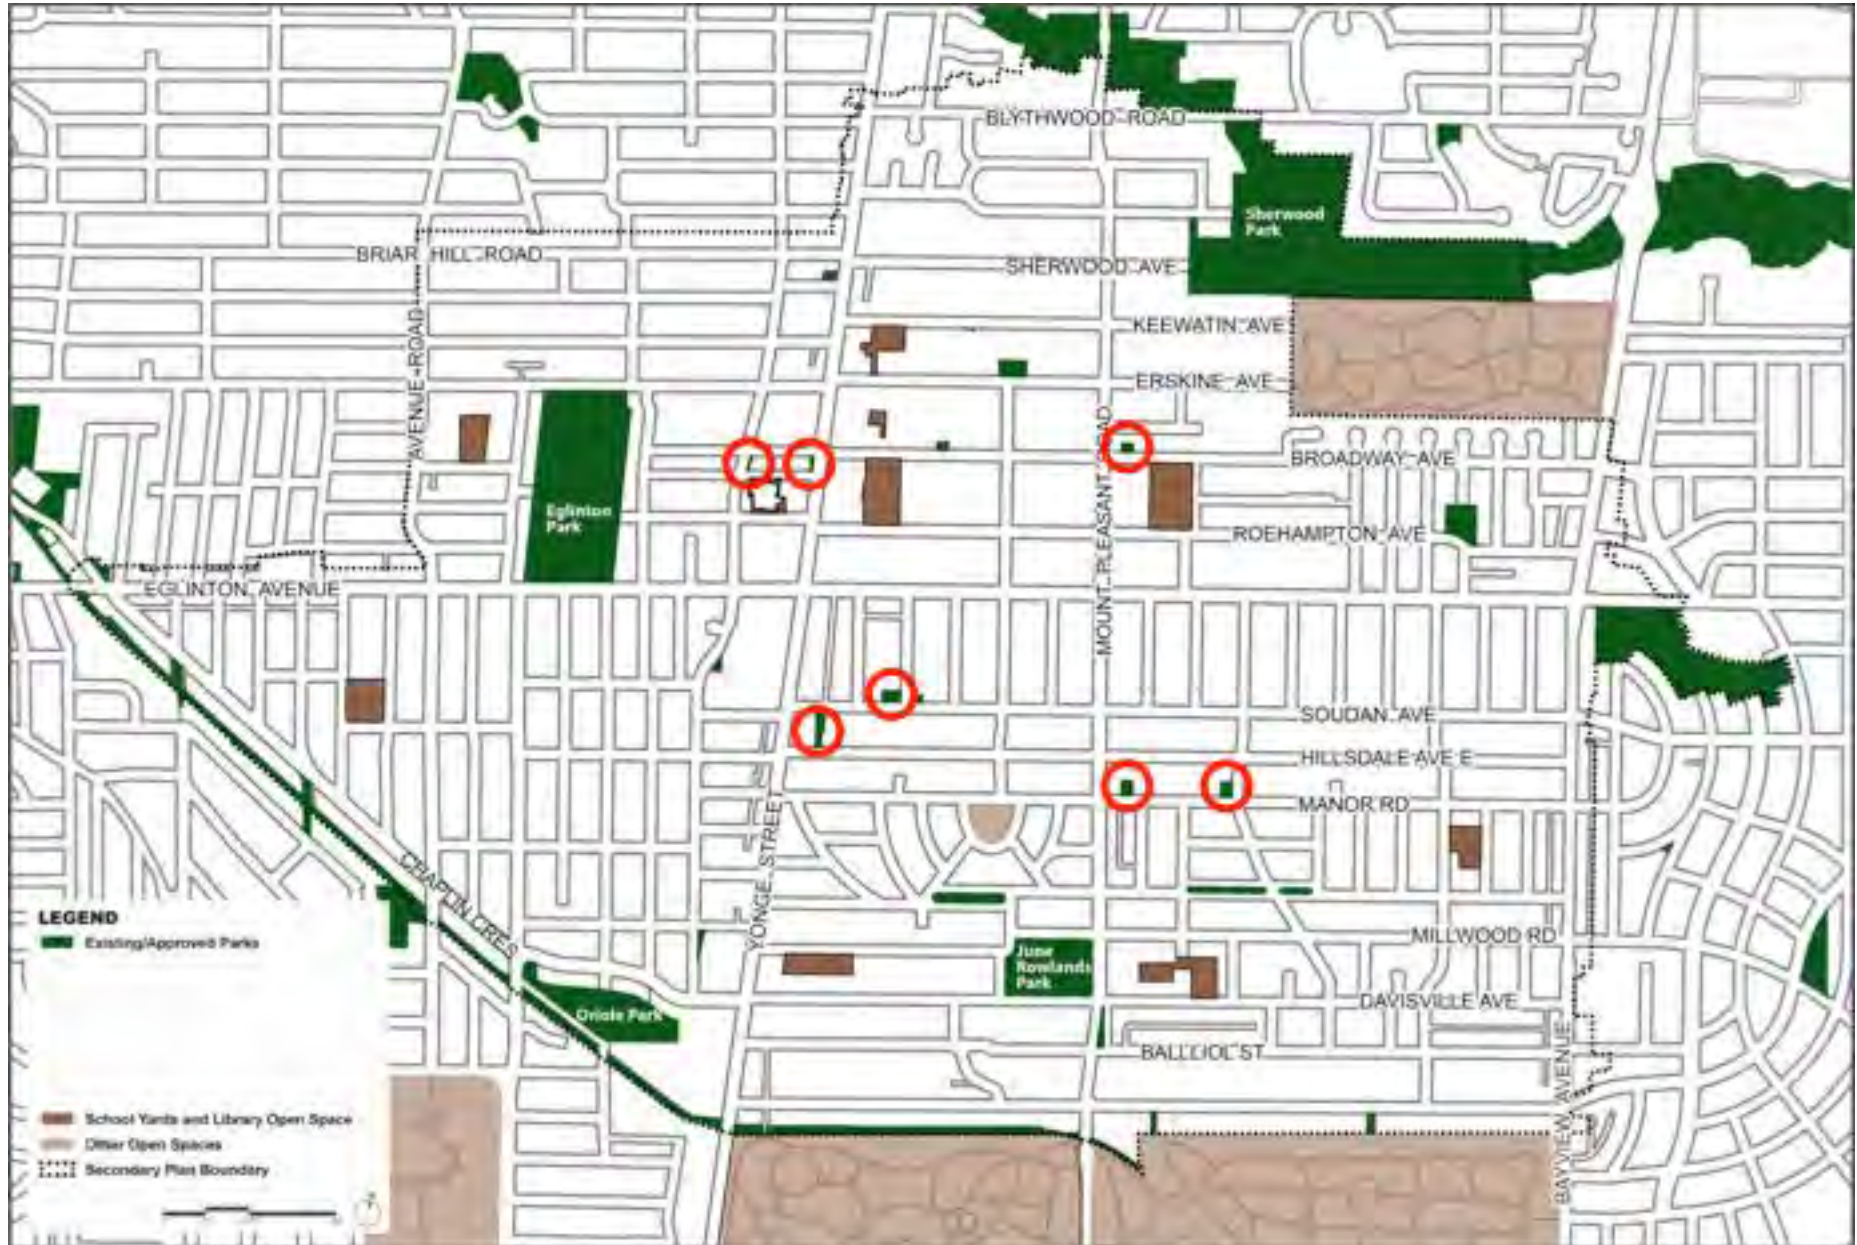 BLYTHWOOD ROAD
Sherwood
Park
BRIAR HILL ROAD
SHERWOOD AVE
KEEWATIN AVE
ERSKINE AVE
AVENUE ROAD
MOUNT PLEASANT ROAD
BROADWAY AVE
Eglinton
Park
ROEHAMPTON AVE
EGLINTON AVENUE
SOUDAN AVE
HILLSDALE AVE E
MANOR RD
YONGE STREET
CHAPLIN CRES
LEGEND
Existing/Approved Parks
MILLWOOD RD
June
Rowlands
Park
DAVISVILLE AVE
Oriole Park
BALLIOL ST
BAYVIEW AVENUE
School Yards and Library Open Space
Other Open Spaces
Secondary Plan Boundary